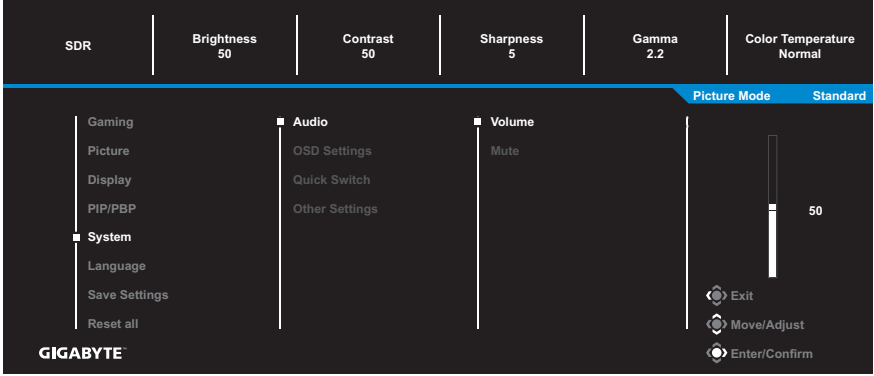 SDR
Brightness
50
Contrast
50
Sharpness
5
Gamma
2.2
Color Temperature
Normal
Picture Mode Standard
Gaming
Picture
Display
PIP/PBP
System
Language
Save Settings
Reset all
Audio
OSD Settings
Quick Switch
Other Settings
Volume
Mute
50
Exit
Move/Adjust
Enter/Confirm
GIGABYTE™